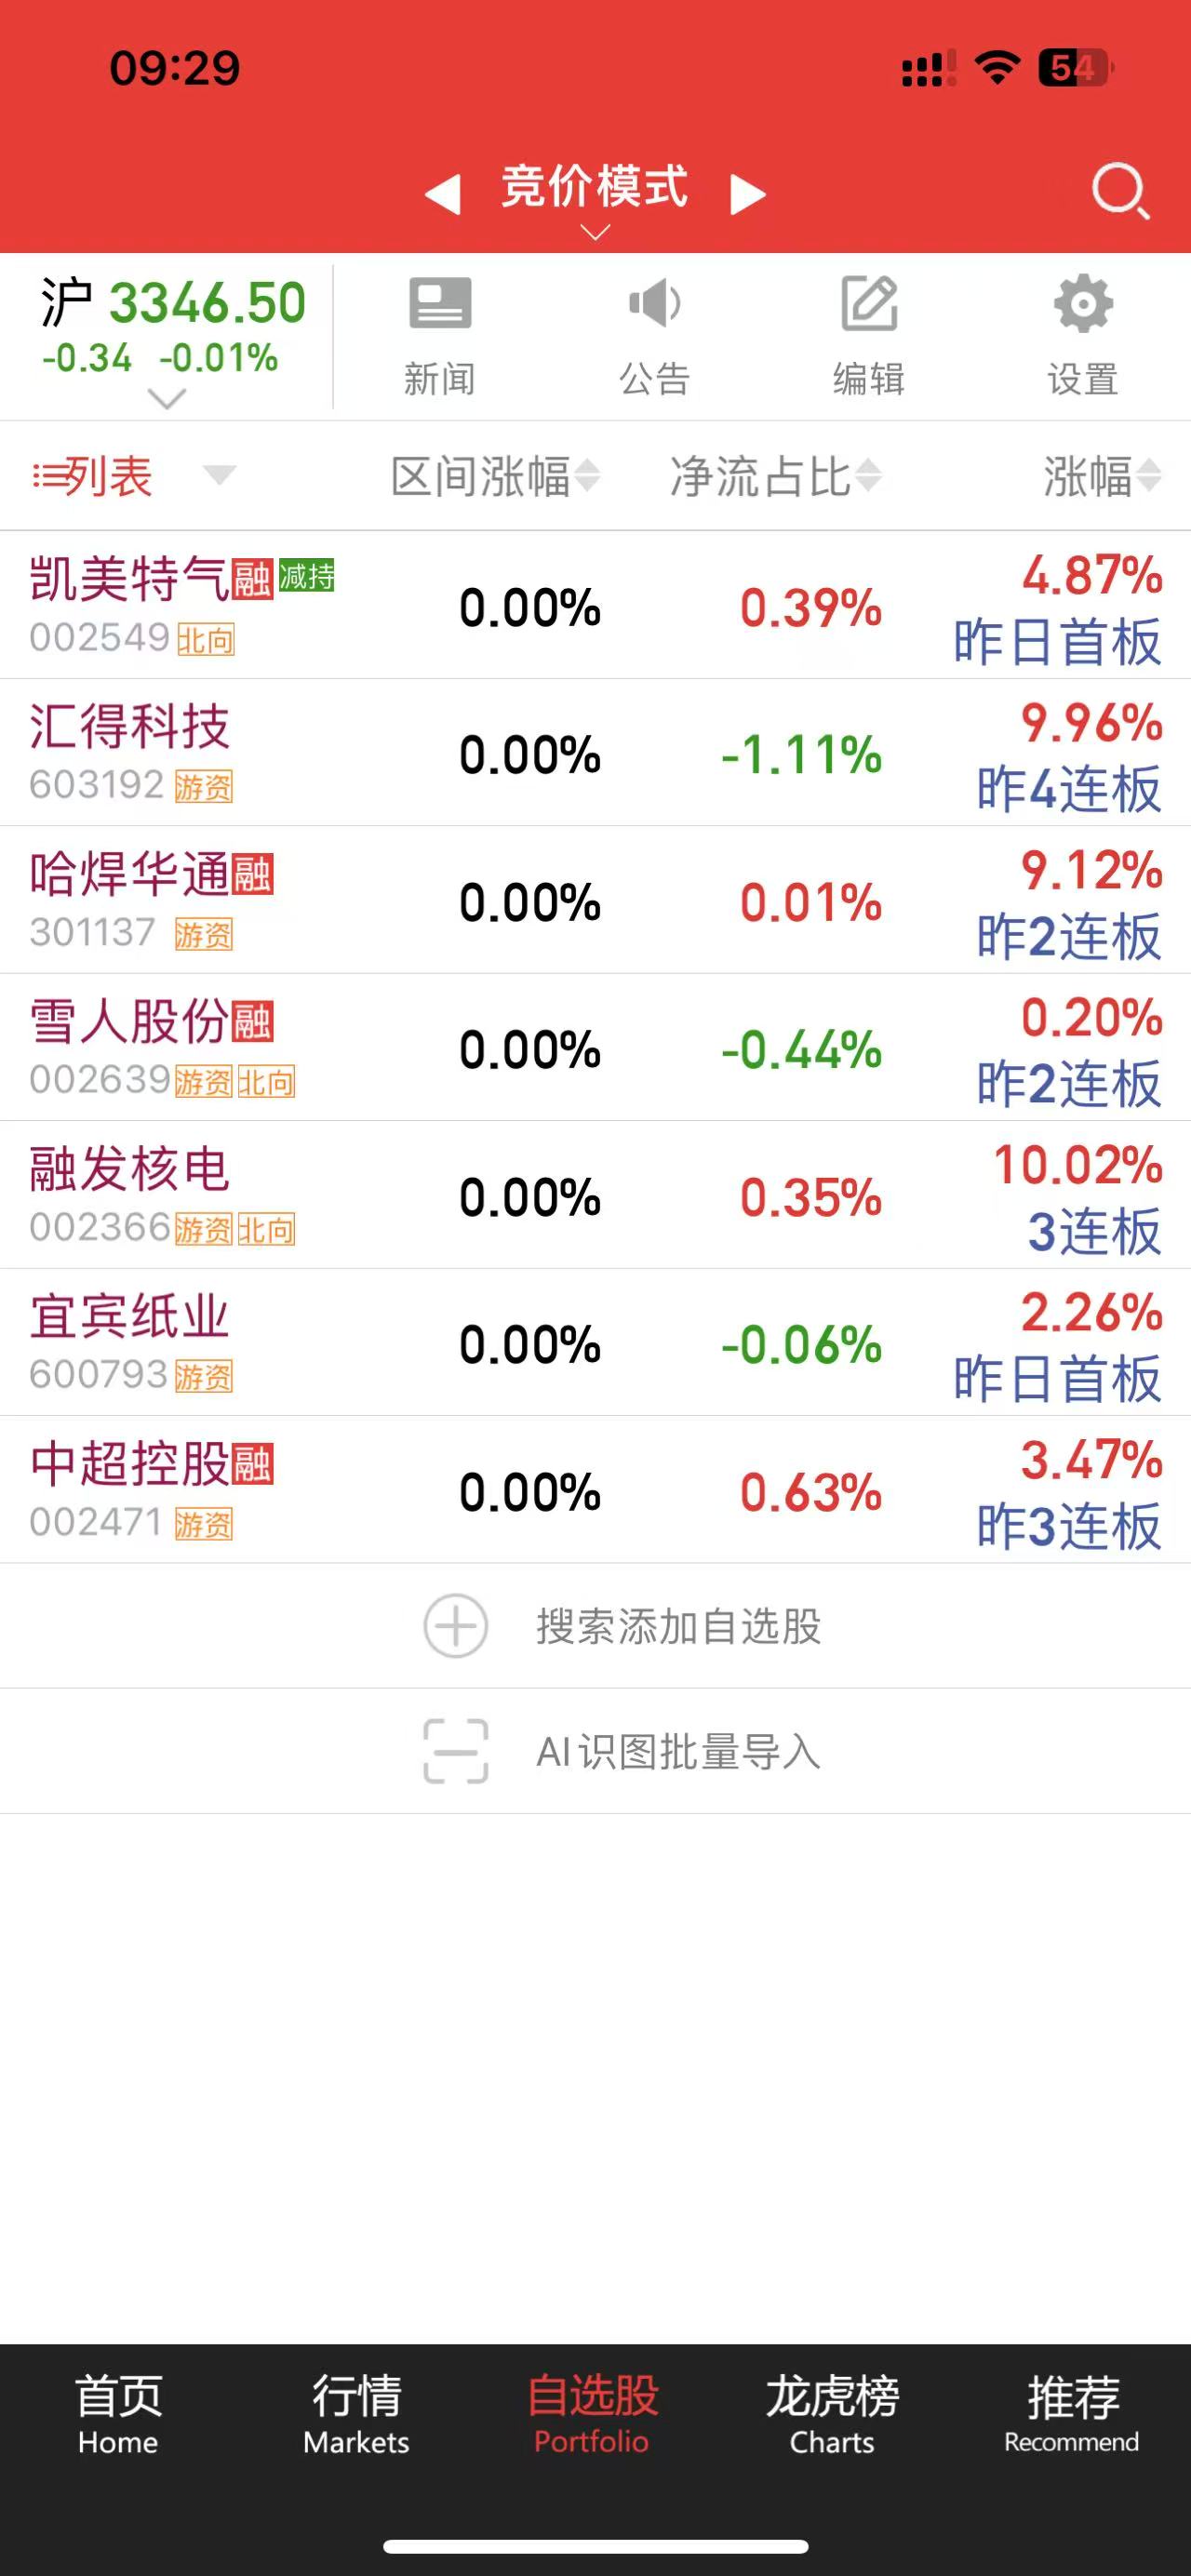 09:29
54
竞价模式
沪 3346.50
-0.34 -0.01%
新闻 公告 编辑 设置
列表 区间涨幅 净流占比 涨幅
凯美特气 融 减持 0.00% 0.39% 4.87%
002549 北向 昨日首板
汇得科技 0.00% -1.11% 9.96%
603192 游资 昨4连板
哈焊华通 融 0.00% 0.01% 9.12%
301137 游资 昨2连板
雪人股份 融 0.00% -0.44% 0.20%
002639 游资 北向 昨2连板
融发核电 0.00% 0.35% 10.02%
002366 游资 北向 3连板
宜宾纸业 0.00% -0.06% 2.26%
600793 游资 昨日首板
中超控股 融 0.00% 0.63% 3.47%
002471 游资 昨3连板
搜索添加自选股
AI识图批量导入
首页 行情 自选股 龙虎榜 推荐
Home Markets Portfolio Charts Recommend